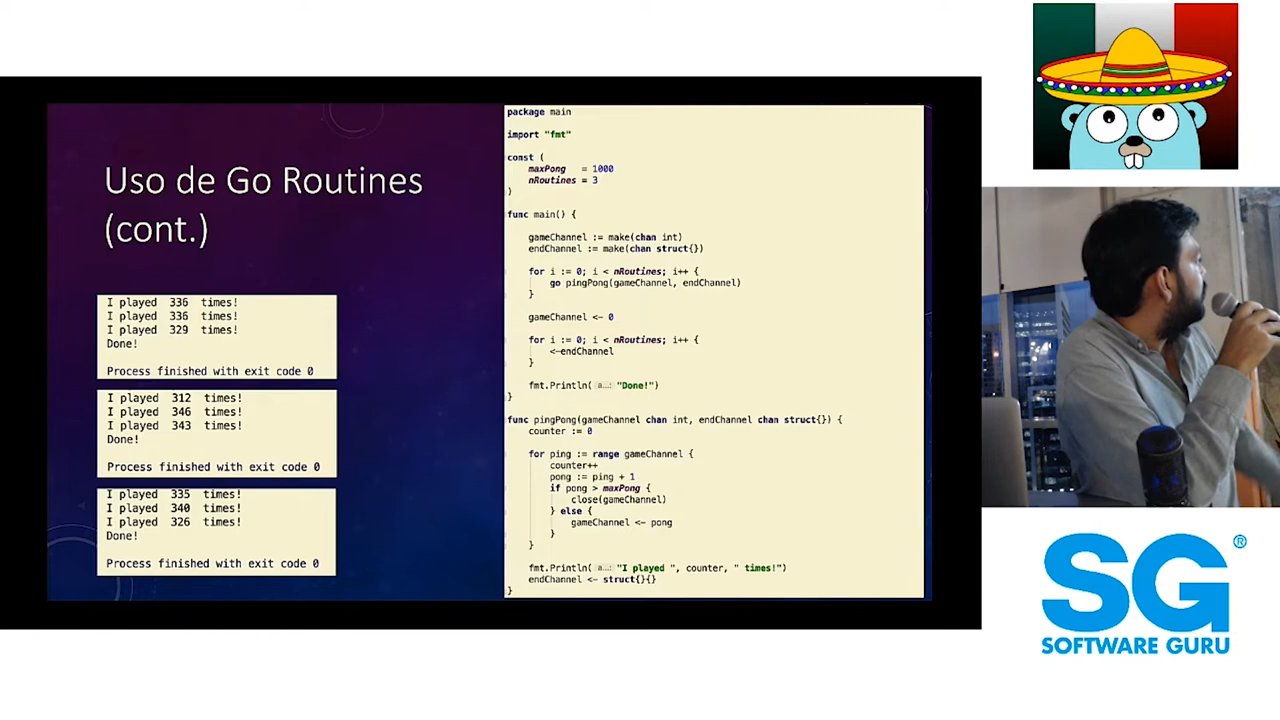 Uso de Go Routines
(cont.)
I played  336  times!
I played  336  times!
I played  329  times!
Done!
Process finished with exit code 0
I played  312  times!
I played  346  times!
I played  343  times!
Done!
Process finished with exit code 0
I played  335  times!
I played  340  times!
I played  326  times!
Done!
Process finished with exit code 0
package main
import "fmt"
const (
maxPong   = 1000
nRoutines = 3
)
func main() {
gameChannel := make(chan int)
endChannel := make(chan struct{})
for i := 0; i < nRoutines; i++ {
go pingPong(gameChannel, endChannel)
}
gameChannel <- 0
for i := 0; i < nRoutines; i++ {
<-endChannel
}
fmt.Println( a...: "Done!")
}
func pingPong(gameChannel chan int, endChannel chan struct{}) {
counter := 0
for ping := range gameChannel {
counter++
pong := ping + 1
if pong > maxPong {
close(gameChannel)
} else {
gameChannel <- pong
}
}
fmt.Println( a...: "I played ", counter, " times!")
endChannel <- struct{}{}
}
SG®
SOFTWARE GURU